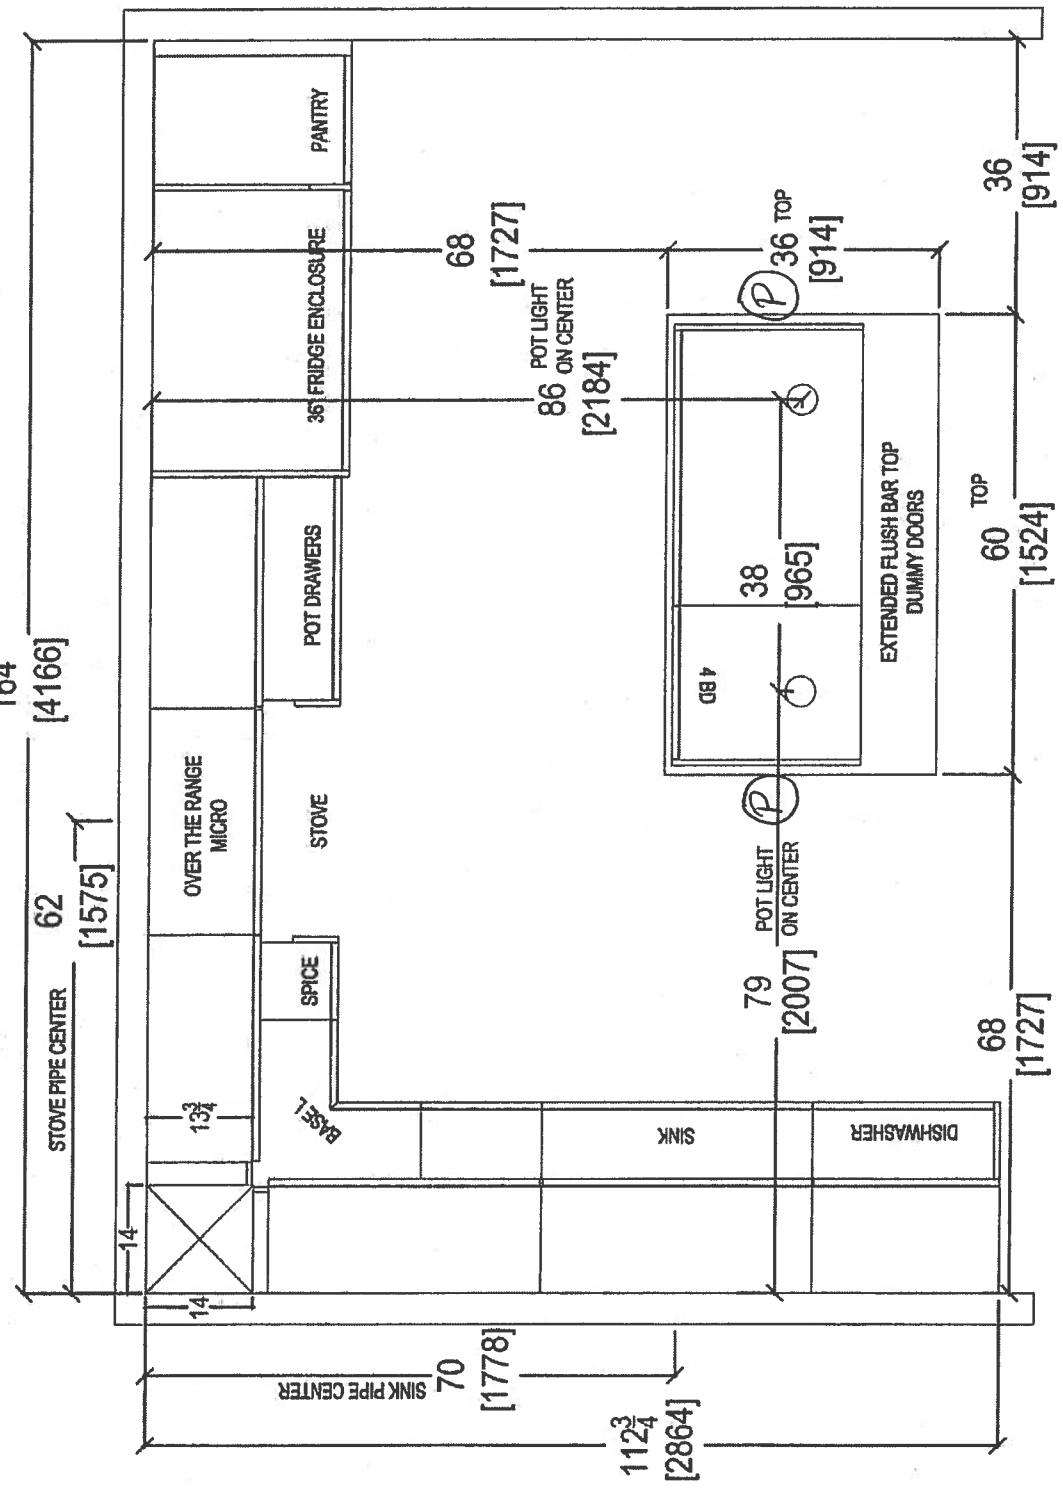 164
[4166]
STOVE PIPE CENTER
62
[1575]
14
14
13¾
OVER THE RANGE
MICRO
36" FRIDGE ENCLOSURE
PANTRY
BASE L
SPICE
STOVE
POT DRAWERS
SINK
DISHWASHER
SINK PIPE CENTER
70
[1778]
112¾
[2864]
68
[1727]
86
POT LIGHT
ON CENTER
[2184]
P
36 TOP
[914]
4 BD
38
[965]
P
POT LIGHT
ON CENTER
79
[2007]
EXTENDED FLUSH BAR TOP
DUMMY DOORS
68
[1727]
TOP
60
[1524]
36
[914]